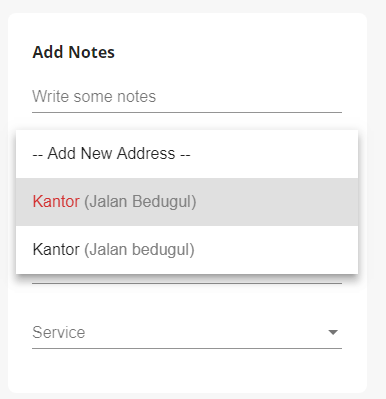 Add Notes
Write some notes
-- Add New Address --
Kantor (Jalan Bedugul)
Kantor (Jalan bedugul)
Service